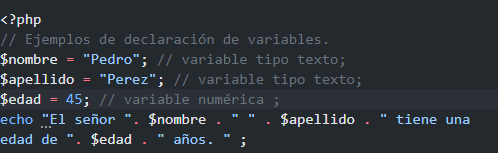 <?php
// Ejemplos de declaración de variables.
$nombre = "Pedro"; // variable tipo texto;
$apellido = "Perez"; // variable tipo texto;
$edad = 45; // variable numérica ;
echo "El señor ". $nombre . " " . $apellido . " tiene una
edad de ". $edad . " años. " ;